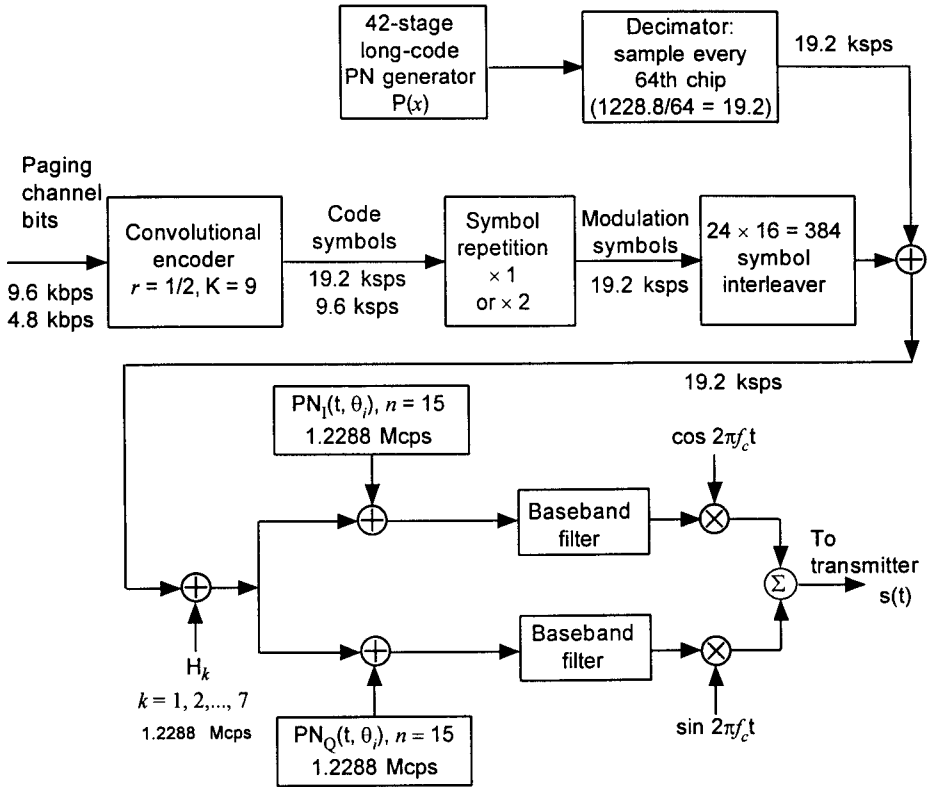 42-stage
long-code
PN generator
P(x)
Decimator:
sample every
64th chip
(1228.8/64 = 19.2)
19.2 ksps
Paging
channel
bits
9.6 kbps
4.8 kbps
Convolutional
encoder
r = 1/2, K = 9
Code
symbols
19.2 ksps
9.6 ksps
Symbol
repetition
× 1
or × 2
Modulation
symbols
19.2 ksps
24 × 16 = 384
symbol
interleaver
+
19.2 ksps
PN_I(t, θ_i), n = 15
1.2288 Mcps
cos 2πf_ct
+
Baseband
filter
×
To
transmitter
s(t)
+
Σ
H_k
k = 1, 2,..., 7
1.2288 Mcps
+
Baseband
filter
×
PN_Q(t, θ_i), n = 15
1.2288 Mcps
sin 2πf_ct